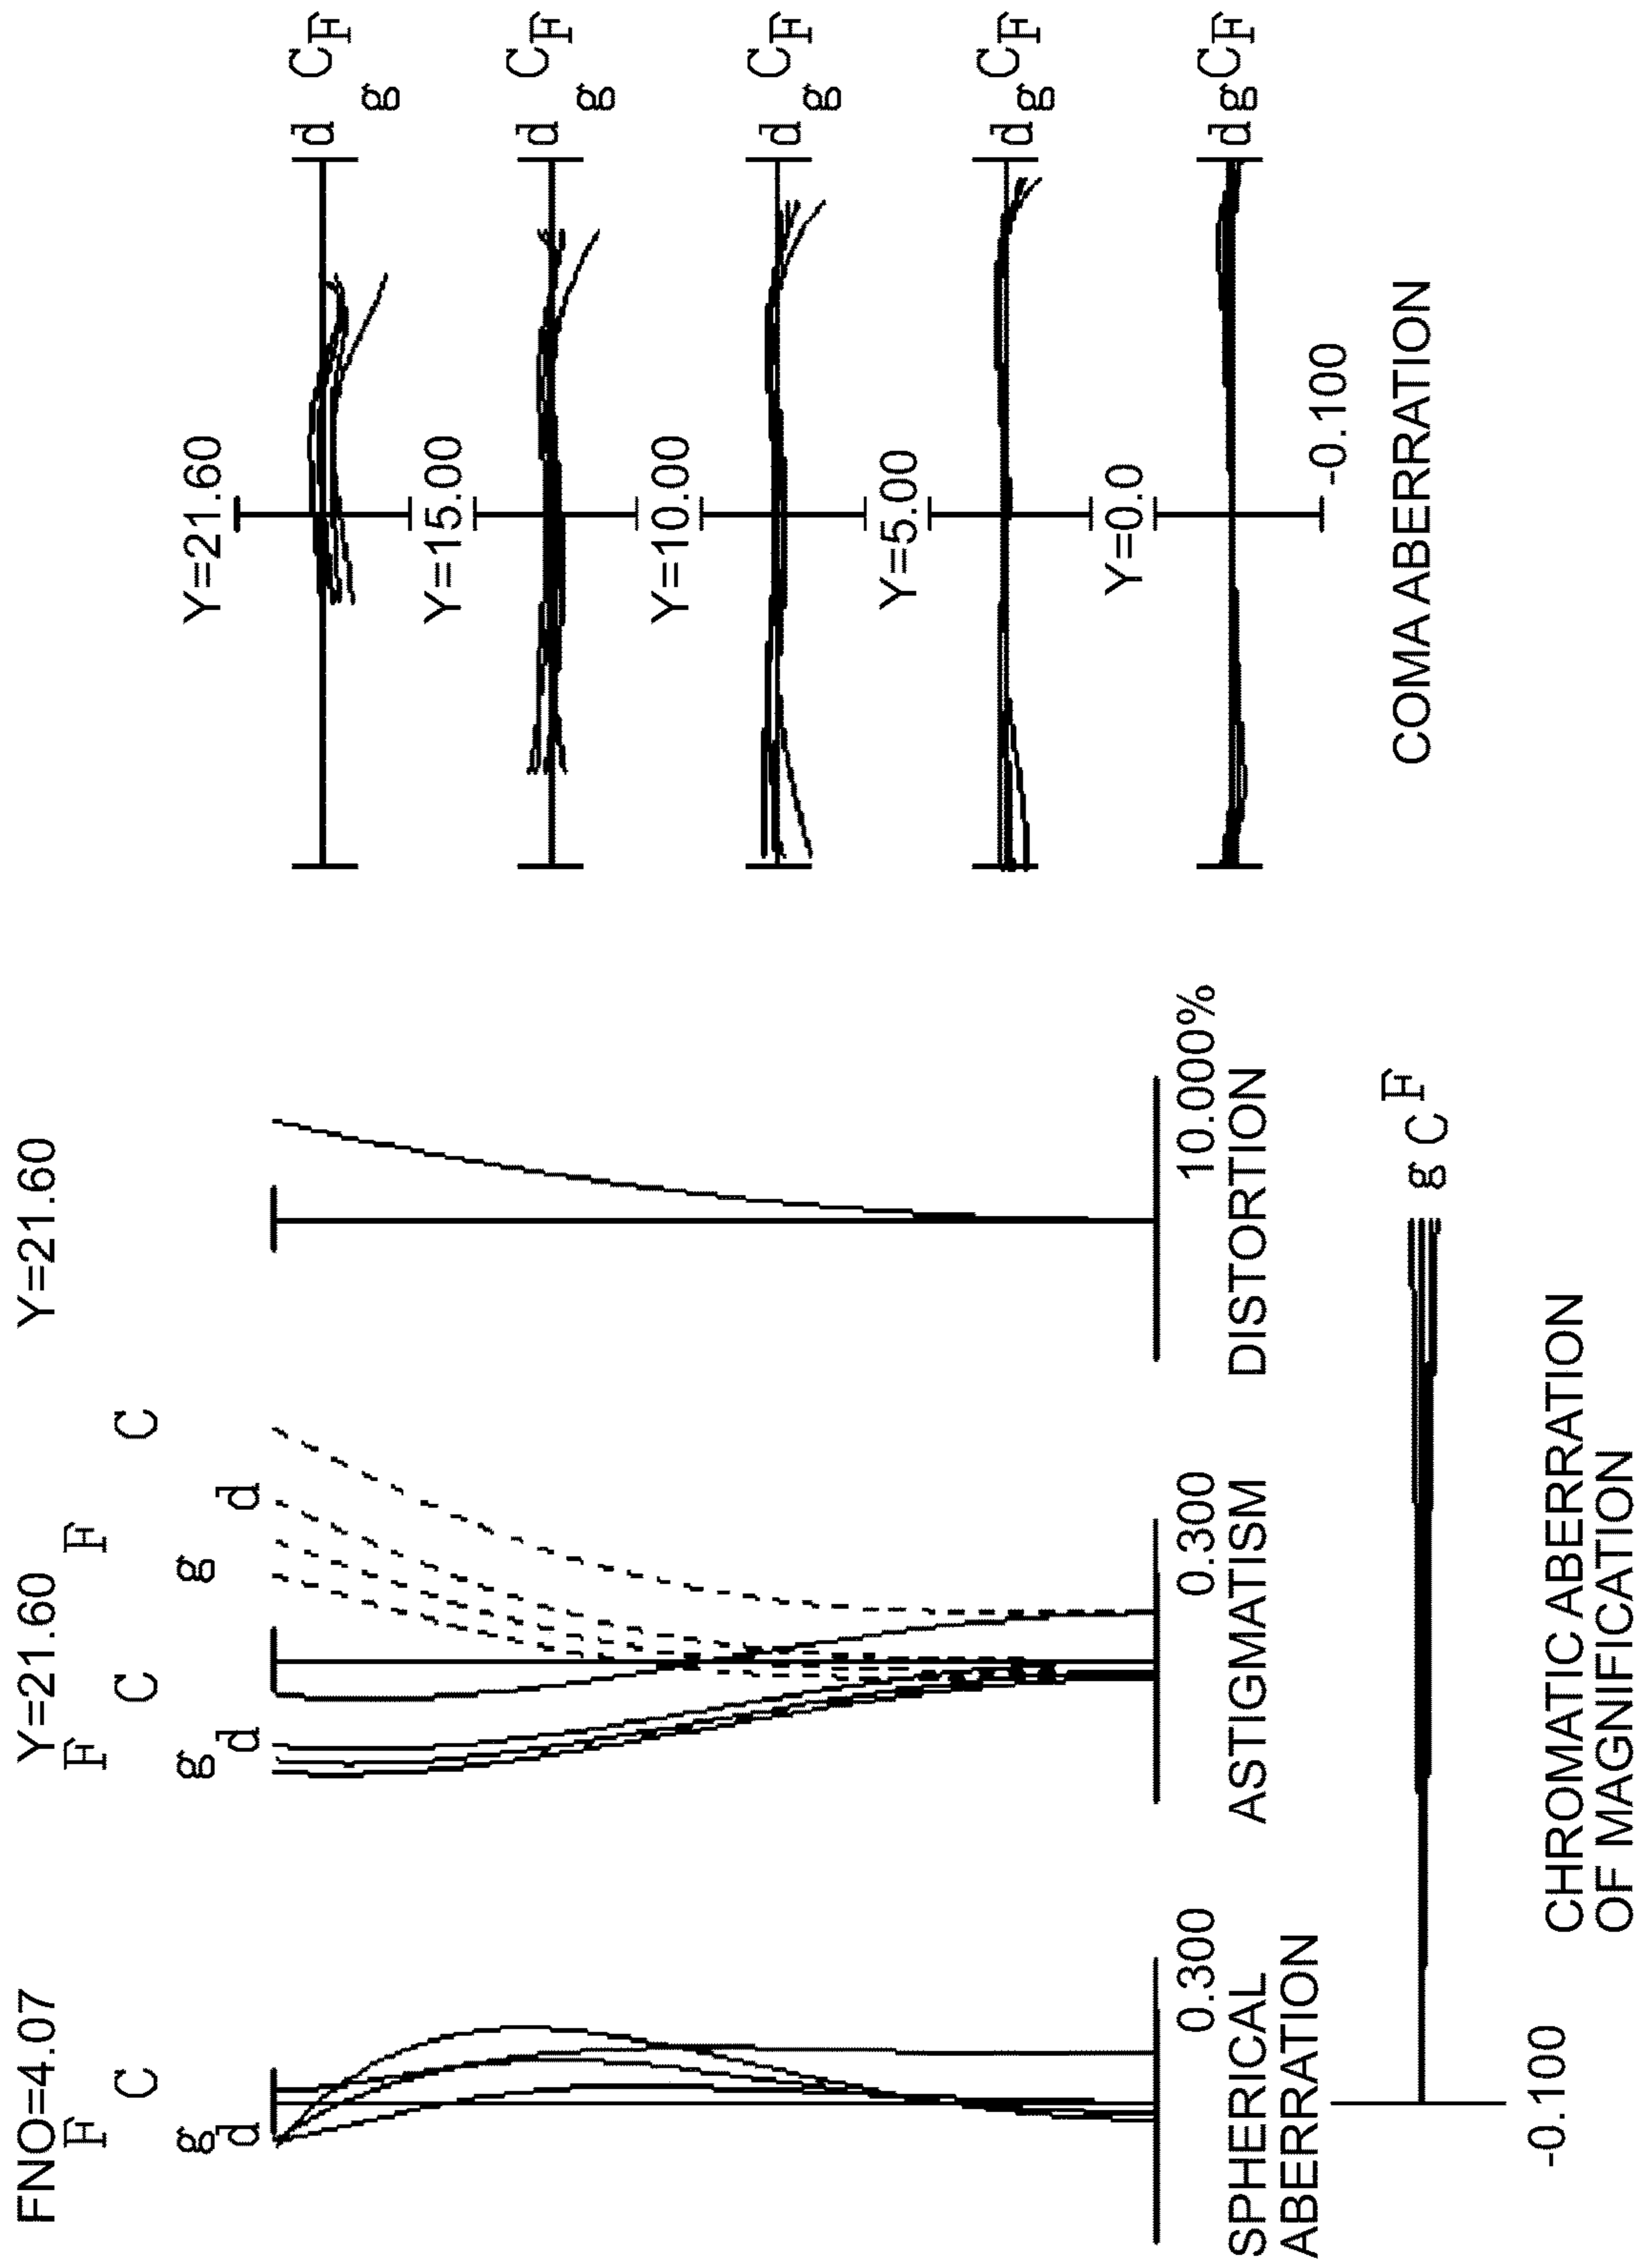 FNO=4.07
F
C
g
d
0.300
SPHERICAL
ABERRATION
Y=21.60
F
C
g
d
F
C
g
d
0.300
ASTIGMATISM
Y=21.60
10.000%
DISTORTION
Y=21.60
d
g
C
F
Y=15.00
d
g
C
F
Y=10.00
d
g
C
F
Y=5.00
d
g
C
F
Y=0.0
d
g
C
F
-0.100
COMA ABERRATION
g C F
-0.100
CHROMATIC ABERRATION
OF MAGNIFICATION